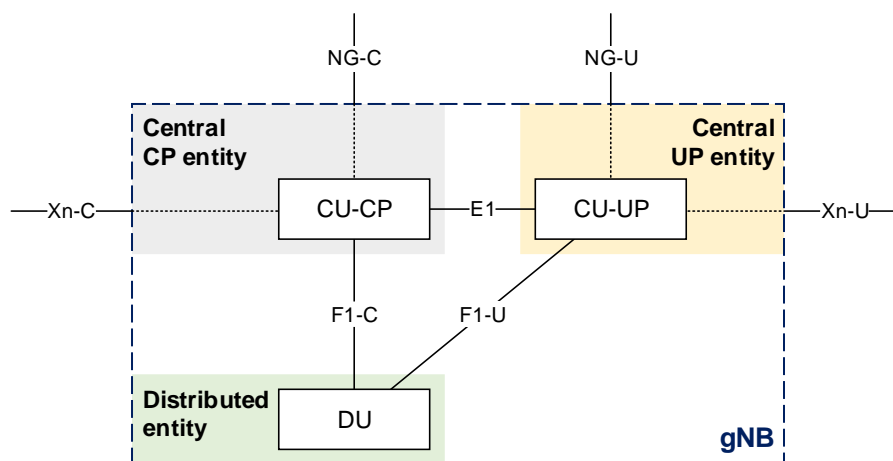 NG-C
NG-U
Central
CP entity
Central
UP entity
Xn-C
CU-CP
E1
CU-UP
Xn-U
F1-C
F1-U
Distributed
entity
DU
gNB